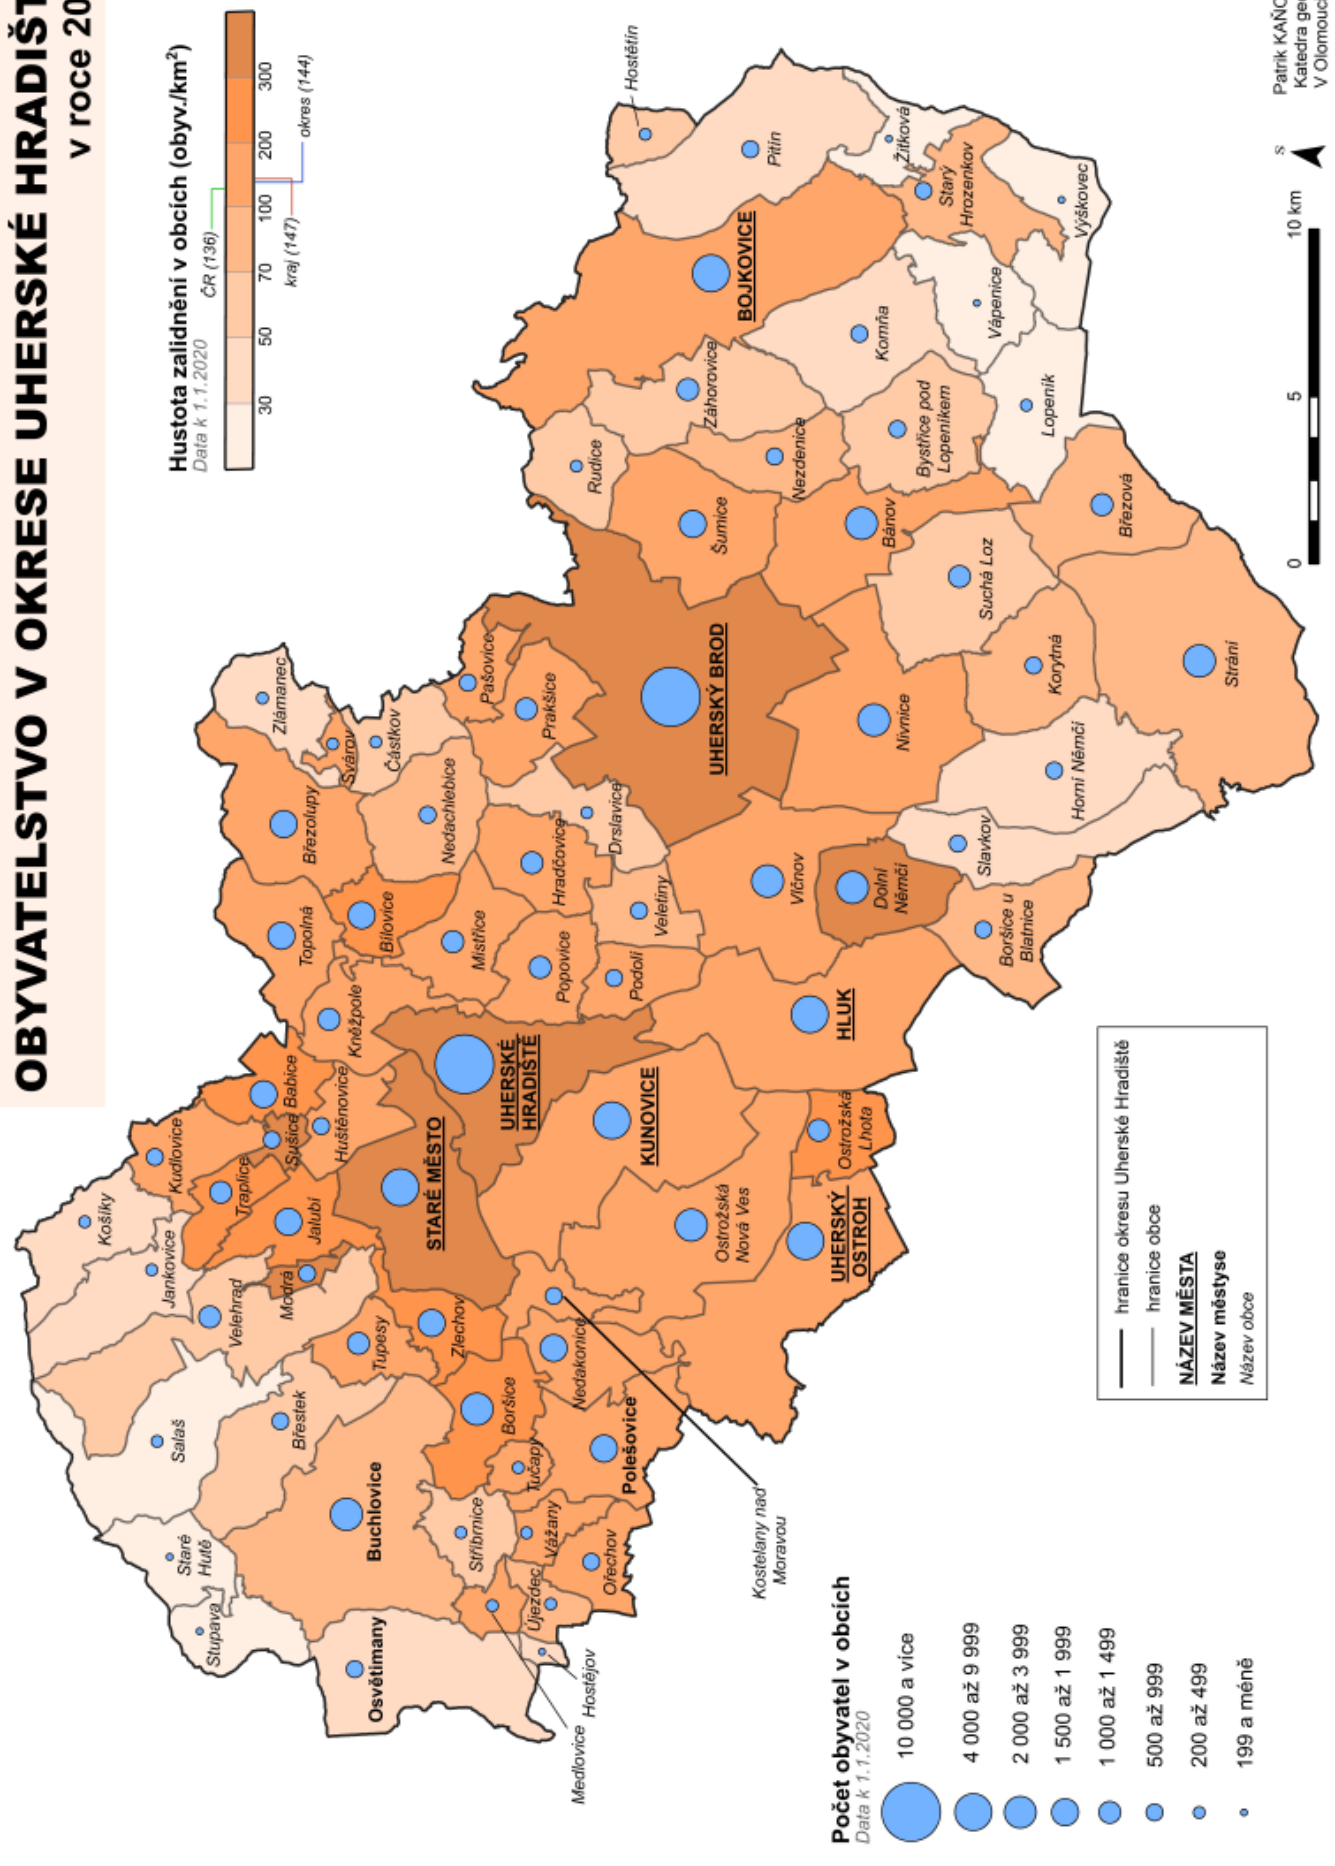 OBYVATELSTVO V OKRESE UHERSKÉ HRADIŠT
v roce 20
Hustota zalidnění v obcích (obyv./km²)
Data k 1.1.2020
ČR (136)
30
50
70
100
200
300
kraj (147)
okres (144)
Hostětín
Pitín
Žítková
Starý
Hrozenkov
Vyškovec
BOJKOVICE
Komňa
Vápenice
Lopeník
Záhorovice
Bystřice pod
Lopeníkem
Rudice
Nezdenice
Šumice
Bánov
Březová
Suchá Loz
Zlámanec
Svárov
Částkov
Pašovice
Prakšice
UHERSKÝ BROD
Nivnice
Korytná
Strání
Horní Němčí
Březolupy
Nedachlebice
Drslavice
Slavkov
Topolná
Bílovice
Mistřice
Hradčovice
Veletiny
Vlčnov
Dolní
Němčí
Boršice u
Blatnice
Kněžpole
Popovice
Podolí
HLUK
Babice
Sušice
Huštěnovice
UHERSKÉ
HRADIŠTĚ
KUNOVICE
Ostrožská
Lhota
Kudlovice
Traplice
Jalubí
STARÉ MĚSTO
Ostrožská
Nová Ves
UHERSKÝ
OSTROH
Košíky
Jankovice
Velehrad
Modrá
Tupesy
Zlechov
Nedakonice
Salaš
Břestek
Boršice
Polešovice
Tučapy
Buchlovice
Stříbrnice
Vážany
Ořechov
Újezdec
Kostelany nad
Moravou
Staré
Hutě
Stupava
Osvětimany
Hostějov
Medlovice
hranice okresu Uherské Hradiště
hranice obce
NÁZEV MĚSTA
Název městyse
Název obce
Počet obyvatel v obcích
Data k 1.1.2020
10 000 a více
4 000 až 9 999
2 000 až 3 999
1 500 až 1 999
1 000 až 1 499
500 až 999
200 až 499
199 a méně
0
5
10 km
S
Patrik KAŇO
Katedra geo
V Olomouci